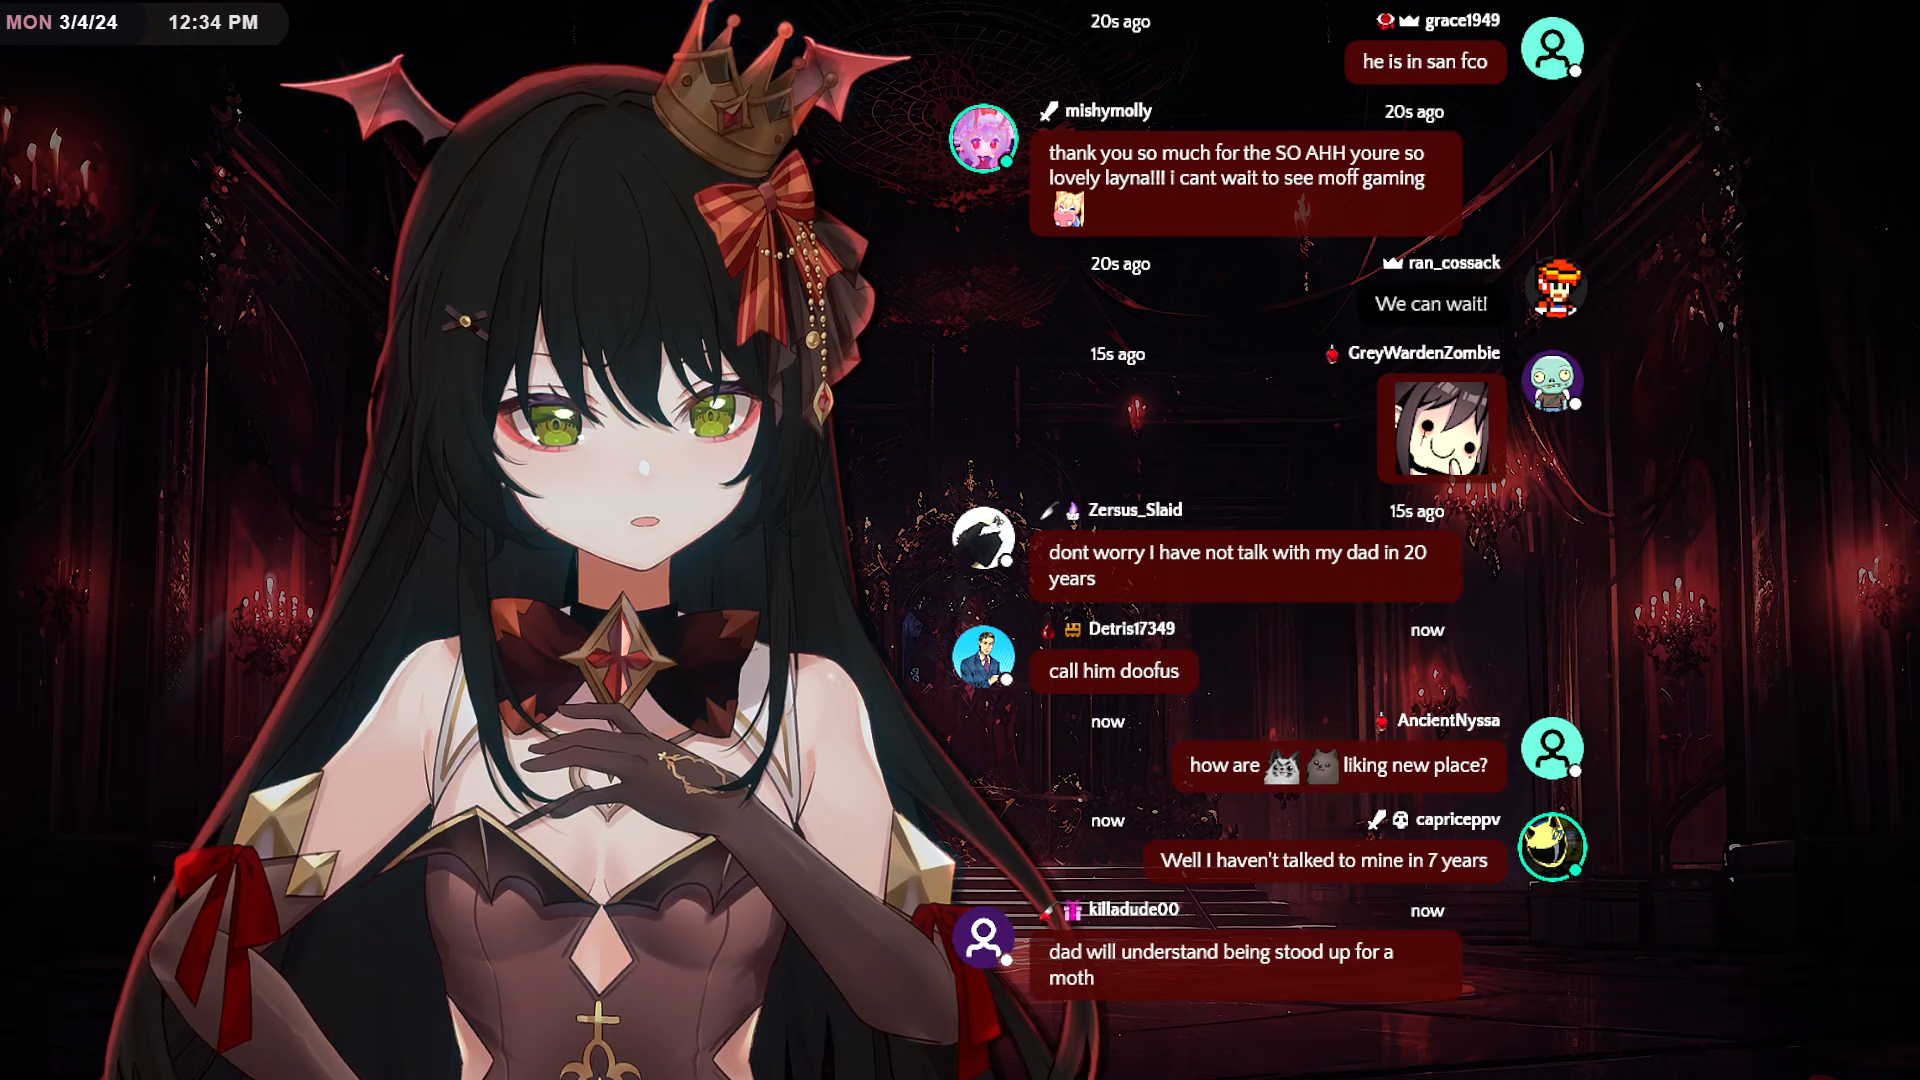 MON 3/4/24 12:34 PM
20s ago grace1949
he is in san fco
mishymolly 20s ago
thank you so much for the SO AHH youre so
lovely layna!!! i cant wait to see moff gaming
20s ago ran_cossack
We can wait!
15s ago GreyWardenZombie
Zersus_Slaid 15s ago
dont worry I have not talk with my dad in 20
years
Detris17349 now
call him doofus
now AncientNyssa
how are liking new place?
now capriceppv
Well I haven't talked to mine in 7 years
killadude00 now
dad will understand being stood up for a
moth